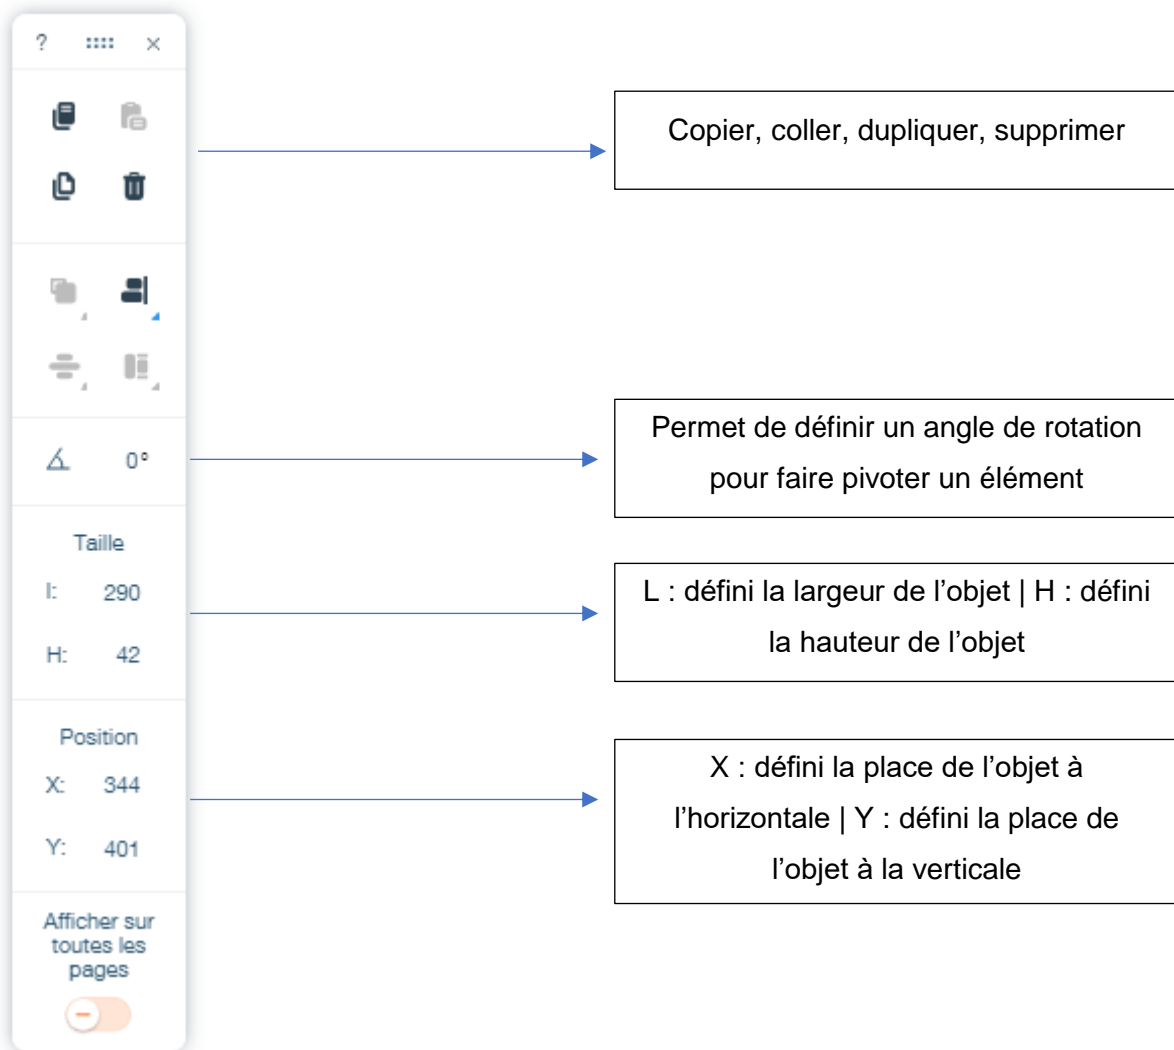 ?
×
Copier, coller, dupliquer, supprimer
Permet de définir un angle de rotation
pour faire pivoter un élément
0°
Taille
l: 290
H: 42
L : défini la largeur de l’objet | H : défini
la hauteur de l’objet
Position
X: 344
Y: 401
X : défini la place de l’objet à
l’horizontale | Y : défini la place de
l’objet à la verticale
Afficher sur
toutes les
pages